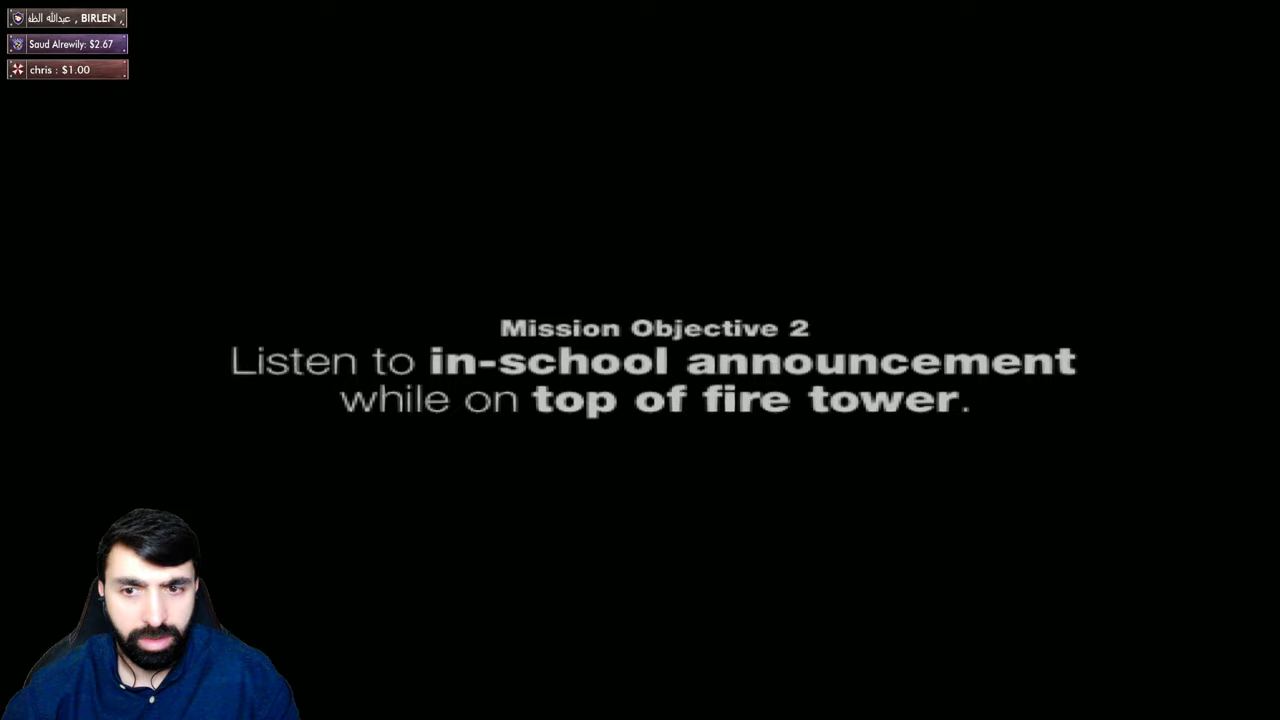 عبدالله الظ , BIRLEN ,
Saud Alrewily: $2.67
chris : $1.00
Mission Objective 2
Listen to in-school announcement
while on top of fire tower.